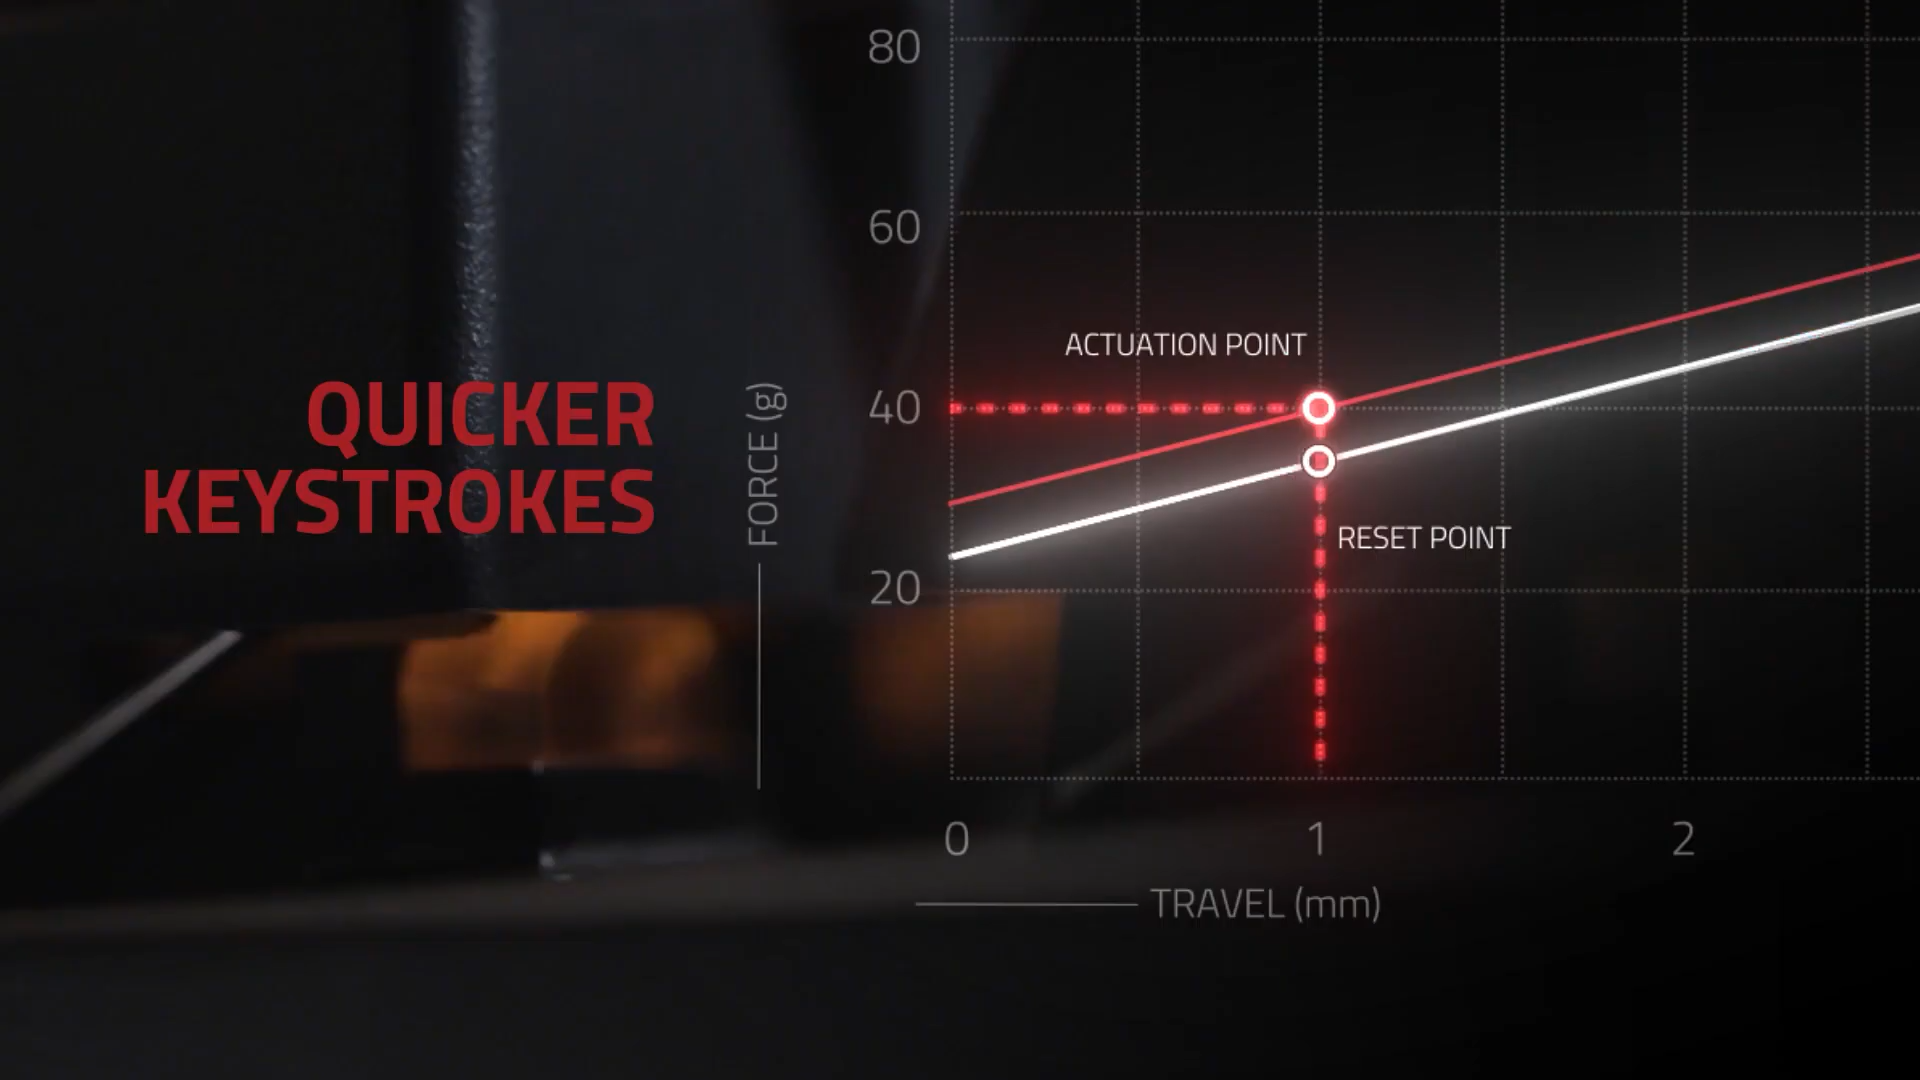 QUICKER
KEYSTROKES
FORCE (g)
80
60
40
20
ACTUATION POINT
RESET POINT
0 1 2
TRAVEL (mm)